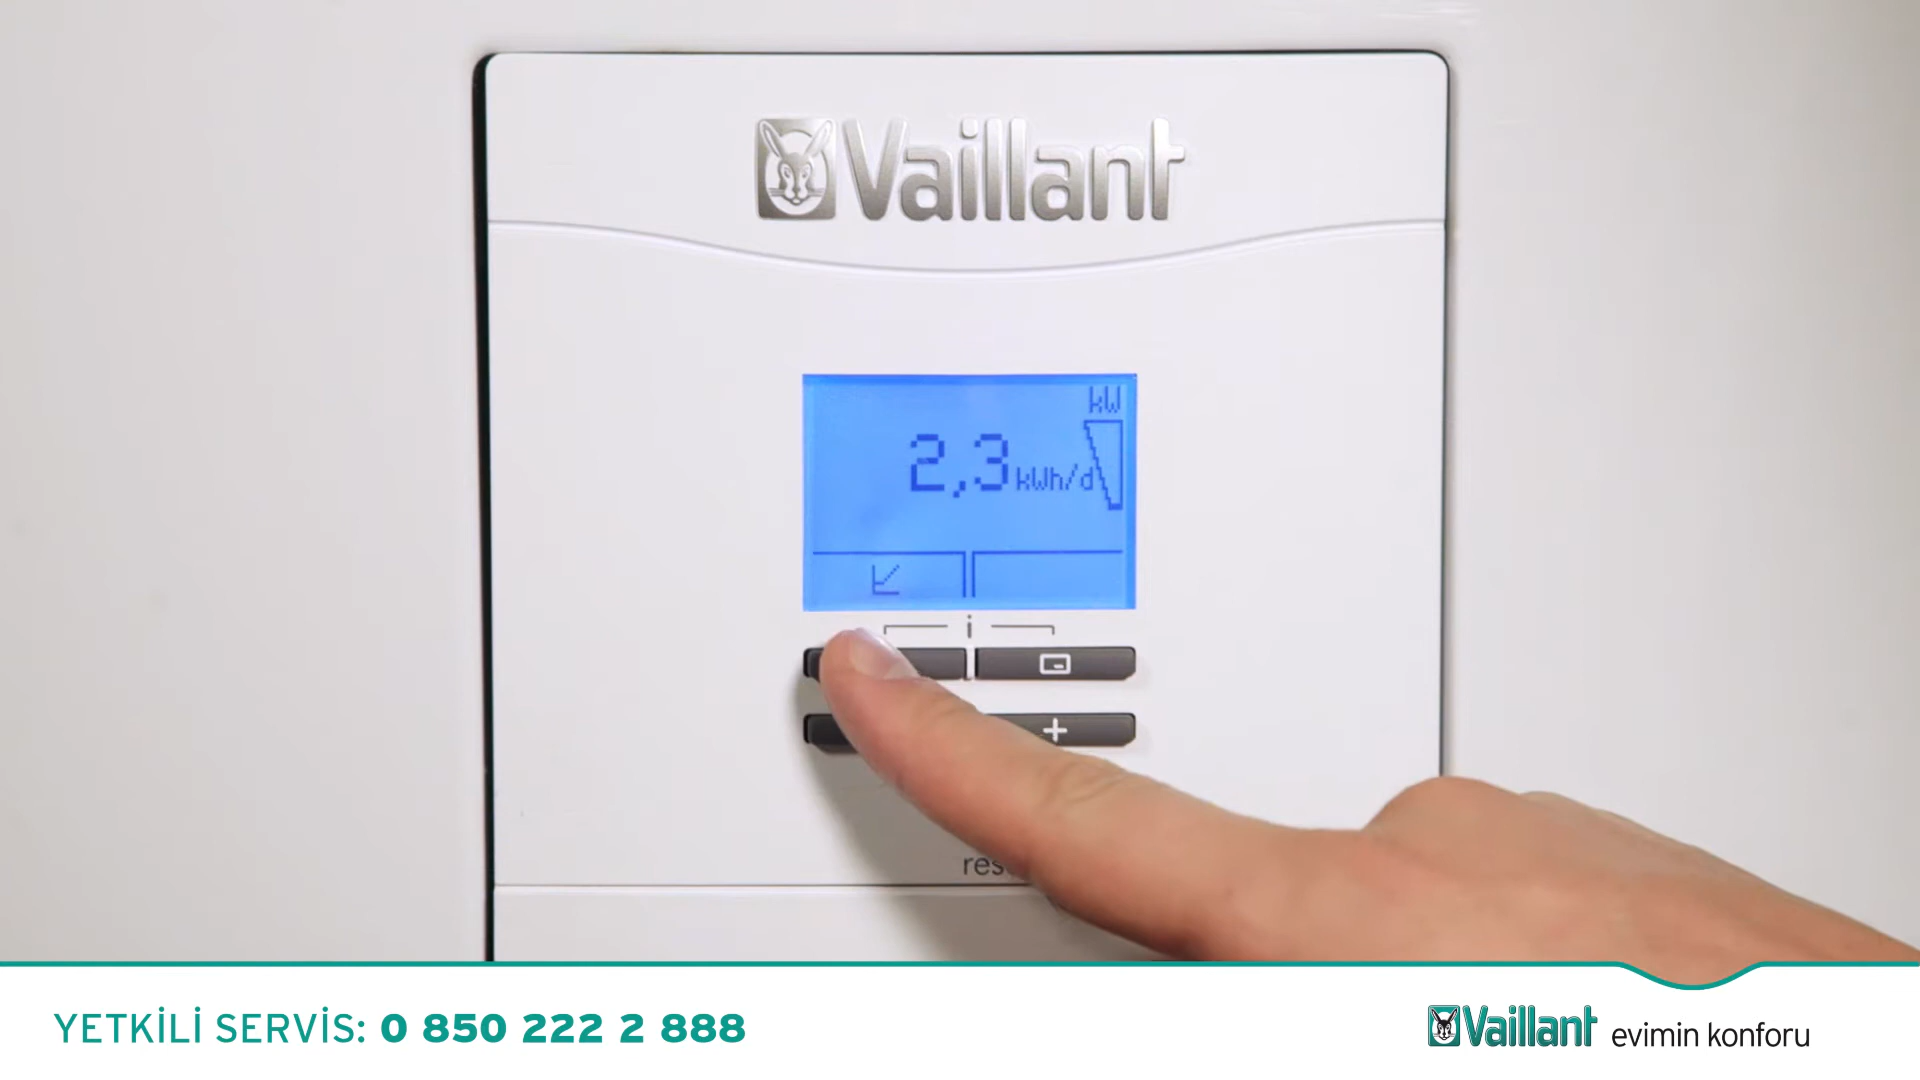 Vaillant
kW
2,3 kWh/d
i
+
YETKİLİ SERVİS: 0 850 222 2 888
Vaillant evimin konforu